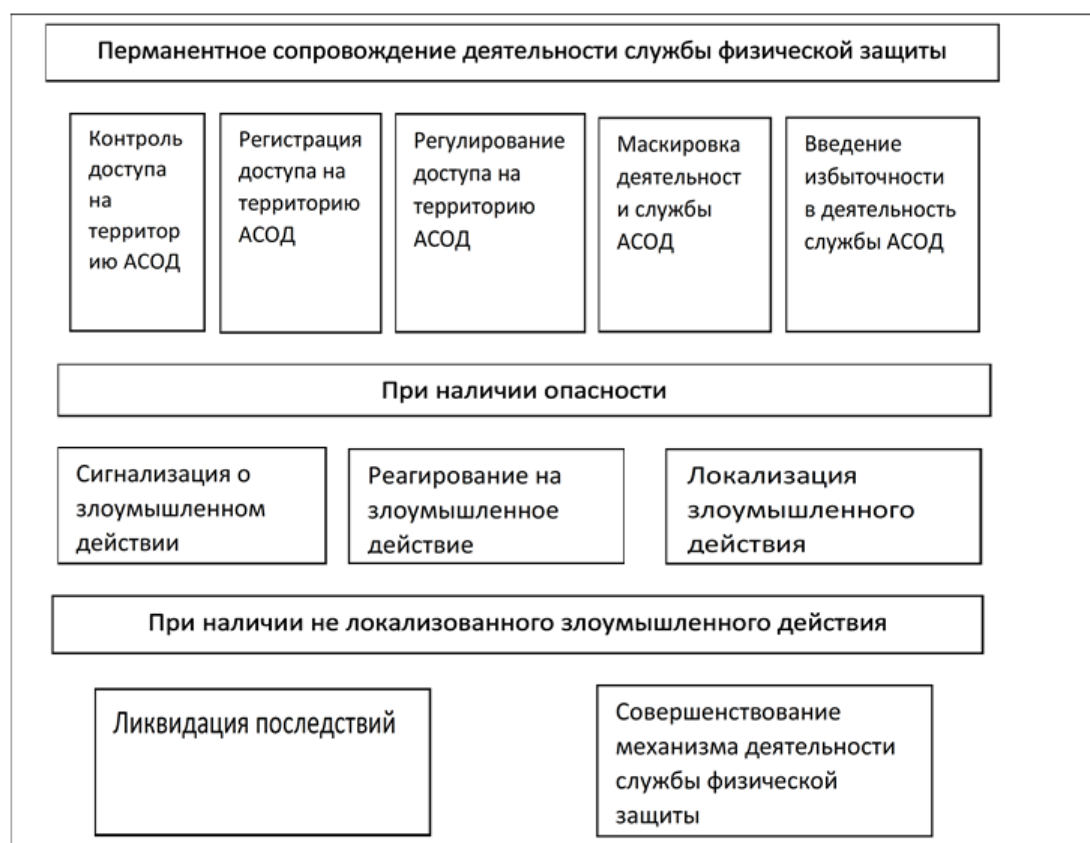 Перманентное сопровождение деятельности службы физической защиты
Контроль
доступа
на
территор
ию АСОД
Регистрация
доступа на
территорию
АСОД
Регулирование
доступа на
территорию
АСОД
Маскировка
деятельност
и службы
АСОД
Введение
избыточности
в деятельность
службы АСОД
При наличии опасности
Сигнализация о
злоумышленном
действии
Реагирование на
злоумышленное
действие
Локализация
злоумышленного
действия
При наличии не локализованного злоумышленного действия
Ликвидация последствий
Совершенствование
механизма деятельности
службы физической
защиты